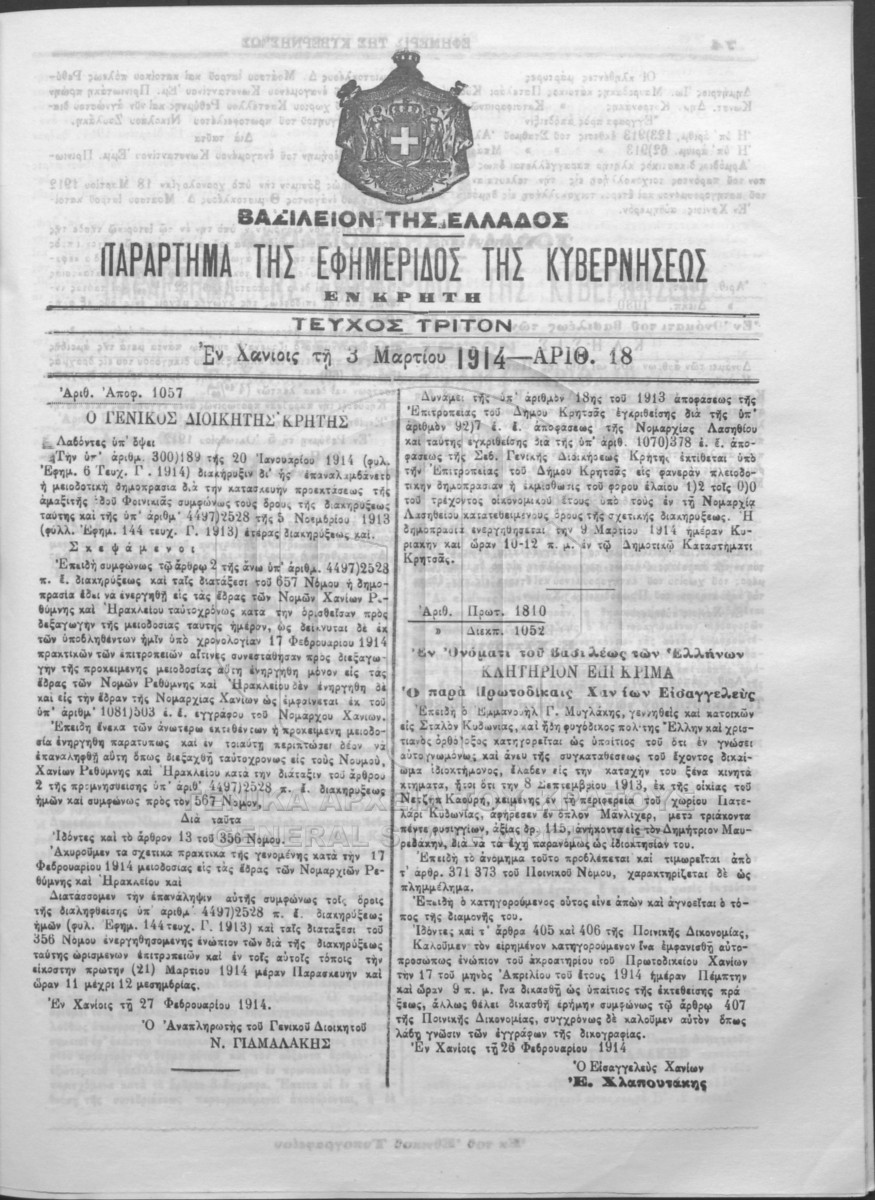 ΒΑΣΙΛΕΙΟΝ ΤΗΣ ΕΛΛΑΔΟΣ
ΠΑΡΑΡΤΗΜΑ ΤΗΣ ΕΦΗΜΕΡΙΔΟΣ ΤΗΣ ΚΥΒΕΡΝΗΣΕΩΣ
ΕΝ ΚΡΗΤΗ
ΤΕΥΧΟΣ ΤΡΙΤΟΝ
Ἐν Χανίοις τῇ 3 Μαρτίου 1914—ΑΡΙΘ. 18
Ἀριθ. Ἀποφ. 1057
Ο ΓΕΝΙΚΟΣ ΔΙΟΙΚΗΤΗΣ ΚΡΗΤΗΣ
Λαβόντες ὑπ' ὄψει
Τὴν ὑπ' ἀριθμ. 300)189 τῆς 20 Ἰανουαρίου 1914 (φυλ.
Ἐφημ. 6 Τευχ. Γ . 1914) διακήρυξιν δι' ἧς ἐπαναλαμβάνετο
ἡ μειοδοτικὴ δημοπρασία διὰ τὴν κατασκευὴν προεκτάσεως τῆς
ἁμαξιτῆς ὁδοῦ Φοινικιᾶς συμφώνως τοὺς ὅρους τῆς διακηρύξεως
ταύτης καὶ τῆς ὑπ' ἀριθμ' 4497)2528 τῆς 5 Νοεμβρίου 1913
(φύλλ. Ἐφημ. 144 τευχ. Γ. 1913) ἑτέρας διακηρύξεως καὶ.
Σκεψάμενοι
Ἐπειδὴ συμφώνως τῷ ἄρθρῳ 2 τῆς ἄνω ὑπ' ἀριθμ. 4497)2528
π. ἔ. διακηρύξεως καὶ ταῖς διατάξεσι τοῦ 657 Νόμου ἡ δημο-
πρασία ἔδει νὰ ἐνεργηθῇ εἰς τὰς ἕδρας τῶν Νομῶν Χανίων Ρε-
θύμνης καὶ Ἡρακλείου ταὐτοχρόνως κατὰ τὴν ὁρισθεῖσαν πρὸς
διεξαγωγὴν τῆς μειοδοσίας ταύτης ἡμέραν, ὡς δείκνυται δὲ ἐκ
τῶν ὑποβληθέντων ἡμῖν ὑπὸ χρονολογίαν 17 Φεβρουαρίου 1914
πρακτικῶν τῶν ἐπιτροπειῶν αἵτινες συνεστάθησαν πρὸς διεξαγω-
γὴν τῆς προκειμένης μειοδοσίας αὕτη ἐνηργήθη μόνον εἰς τὰς
ἕδρας τῶν Νομῶν Ρεθύμνης καὶ Ἡρακλείου δὲν ἐνηργήθη δὲ
καὶ εἰς τὴν ἕδραν τῆς Νομαρχίας Χανίων ὡς ἐμφαίνεται ἐκ τοῦ
ὑπ' ἀριθμ' 1081)503 ἐ. ἔ. ἐγγράφου τοῦ Νομάρχου Χανίων.
Ἐπειδὴ ἕνεκα τῶν ἀνωτέρω ἐκτεθέντων ἡ προκειμένη μειοδο-
σία ἐνηργήθη παρατύπως καὶ ἐν τοιαύτῃ περιπτώσει δέον νὰ
ἐπαναληφθῇ αὕτη ὅπως διεξαχθῇ ταὐτοχρόνως εἰς τοὺς Νομοὺς,
Χανίων Ρεθύμνης καὶ Ἡρακλείου κατὰ τὴν διάταξιν τοῦ ἄρθρου
2 τῆς προμνησθείσης ὑπ' ἀριθ' 4497)2528 π. ἔ. διακηρύξεως
ἡμῶν καὶ συμφώνως πρὸς τὸν 567 Νόμον,
Διὰ ταῦτα
Ἰδόντες καὶ τὸ ἄρθρον 13 τοῦ 356 Νόμου.
Ἀκυροῦμεν τὰ σχετικὰ πρακτικὰ τῆς γενομένης κατὰ τὴν 17
Φεβρουαρίου 1914 μειοδοσίας εἰς τὰς ἕδρας τῶν Νομαρχιῶν Ρε-
θύμνης καὶ Ἡρακλείου καὶ
Διατάσσομεν τὴν ἐπανάληψιν αὐτῆς συμφώνως τοῖς ὅροις
τῆς διαληφθείσης ὑπ' ἀριθμ' 4497)2528 π. ἔ. διακηρύξεως
ἡμῶν (φυλ. Ἐφημ. 144 τευχ. Γ. 1913) καὶ ταῖς διατάξεσι τοῦ
356 Νόμου ἐνεργηθησομένης ἐνώπιον τῶν διὰ τῆς διακηρύξεως
ταύτης ὡρισμένων ἐπιτροπειῶν καὶ ἐν τοῖς αὐτοῖς τόποις τὴν
εἰκοστὴν πρώτην (21) Μαρτίου 1914 ἡμέραν Παρασκευὴν καὶ
ὥραν 11 μέχρι 12 μεσημβρίας.
Ἐν Χανίοις τῇ 27 Φεβρουαρίου 1914.
Ὁ Ἀναπληρωτὴς τοῦ Γενικοῦ Διοικητοῦ
Ν. ΓΙΑΜΑΛΑΚΗΣ
Δυνάμει τῆς ὑπ' ἀριθμὸν 18ης τοῦ 1913 ἀποφάσεως τῆς
Ἐπιτροπείας τοῦ Δήμου Κρητσᾶς ἐγκριθείσης διὰ τῆς ὑπ'
ἀριθμὸν 92)7 ἐ. ἔ. ἀποφάσεως τῆς Νομαρχίας Λασηθίου
καὶ ταύτης ἐγκριθείσης διὰ τῆς ὑπ' ἀριθ. 1070)378 ἐ. ἔ. ἀπο-
φάσεως τῆς Σεβ. Γενικῆς Διοικήσεως Κρήτης ἐκτίθεται ὑπὸ
τὴν Ἐπιτροπείας τοῦ Δήμου Κρητσᾶς εἰς φανερὰν πλειοδο-
τικὴν δημοπρασίαν ἡ ἐκμίσθωσις τοῦ φόρου ἐλαίου 1)2 τοῖς 0)0
τοῦ τρέχοντος οἰκονομικοῦ ἔτους ὑπὸ τοὺς ἐν τῇ Νομαρχίᾳ
Λασηθείου κατατεθειμένους ὅρους τῆς σχετικῆς διακηρύξεως. Ἡ
δημοπρασία ἐνεργηθήσεται τὴν 9 Μαρτίου 1914 ἡμέραν Κυ-
ριακὴν καὶ ὥραν 10-12 π. μ. ἐν τῷ Δημοτικῷ Καταστήματι
Κρητσᾶς.
Ἀριθ. Πρωτ. 1810
» Διεκπ. 1052
Ἐν Ὀνόματι τοῦ Βασιλέως τῶν Ἑλλήνων
ΚΛΗΤΗΡΙΟΝ ΕΠΙ ΚΡΙΜΑ
Ὁ παρὰ Πρωτοδίκαις Χανίων Εἰσαγγελεὺς
Ἐπειδὴ ὁ Ἐμμανουὴλ Γ. Μυγλάκης, γεννηθεὶς καὶ κατοικῶν
εἰς Σταλὸν Κυδωνίας, καὶ ἤδη φυγόδικος πολίτης Ἕλλην καὶ χρισ-
τιανὸς ὀρθόδοξος κατηγορεῖται ὡς ὑπαίτιος τοῦ ὅτι ἐν γνώσει
αὐτογνωμόνως καὶ ἄνευ τῆς συγκαταθέσεως τοῦ ἔχοντος δικαί-
ωμα ἰδιοκτήμονος, ἔλαβεν εἰς τὴν κατοχήν του ξένα κινητὰ
κτήματα, ἤτοι ὅτι τὴν 8 Σεπτεμβρίου 1913, ἐκ τῆς οἰκίας τοῦ
Νετζὴπ Καούρη, κειμένης ἐν τῇ περιφερείᾳ τοῦ χωρίου Πατε-
λάρι Κυδωνίας, ἀφῄρεσεν ἓν ὅπλον Μάνλιχερ, μετὰ τριάκοντα
πέντε φυσιγγίων, ἀξίας δρ. 115, ἀνήκοντα εἰς τὸν Δημήτριον Μαυ-
ρεδάκην, διὰ νὰ τὰ ἔχῃ παρανόμως ὡς ἰδιοκτησίαν του.
Ἐπειδὴ τὸ ἀνόμημα τοῦτο προβλέπεται καὶ τιμωρεῖται ἀπὸ
τ' ἀρθρ. 371 373 τοῦ Ποινικοῦ Νόμου, χαρακτηρίζεται δὲ ὡς
πλημμέλημα.
Ἐπειδὴ ὁ κατηγορούμενος οὗτος εἶνε ἀπὼν καὶ ἀγνοεῖται ὁ τό-
πος τῆς διαμονῆς του.
Ἰδόντες καὶ τ' ἄρθρα 405 καὶ 406 τῆς Ποινικῆς Δικονομίας,
Καλοῦμεν τὸν εἰρημένον κατηγορούμενον ἵνα ἐμφανισθῇ αὐτο-
προσώπως ἐνώπιον τοῦ ἀκροατηρίου τοῦ Πρωτοδικείου Χανίων
τὴν 17 τοῦ μηνὸς Ἀπριλίου τοῦ ἔτους 1914 ἡμέραν Πέμπτην
καὶ ὥραν 9 π. μ. ἵνα δικασθῇ ὡς ὑπαίτιος τῆς ἐκτεθείσης πρά
ξεως, ἄλλως θέλει δικασθῆ ἐρήμην συμφώνως τῷ ἄρθρῳ 407
τῆς Ποινικῆς Δικονομίας, συγχρόνως δὲ καλοῦμεν αὐτὸν ὅπως
λάβῃ γνῶσιν τῶν ἐγγράφων τῆς δικογραφίας.
Ἐν Χανίοις τῇ 26 Φεβρουαρίου 1914
Ὁ Εἰσαγγελεὺς Χανίων
Ἐ. Χλαπουτάκης